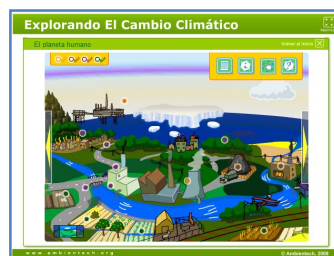 Explorando El Cambio Climático
El planeta humano
Volver al inicio
www.ambientech.org
© Ambientech, 2008